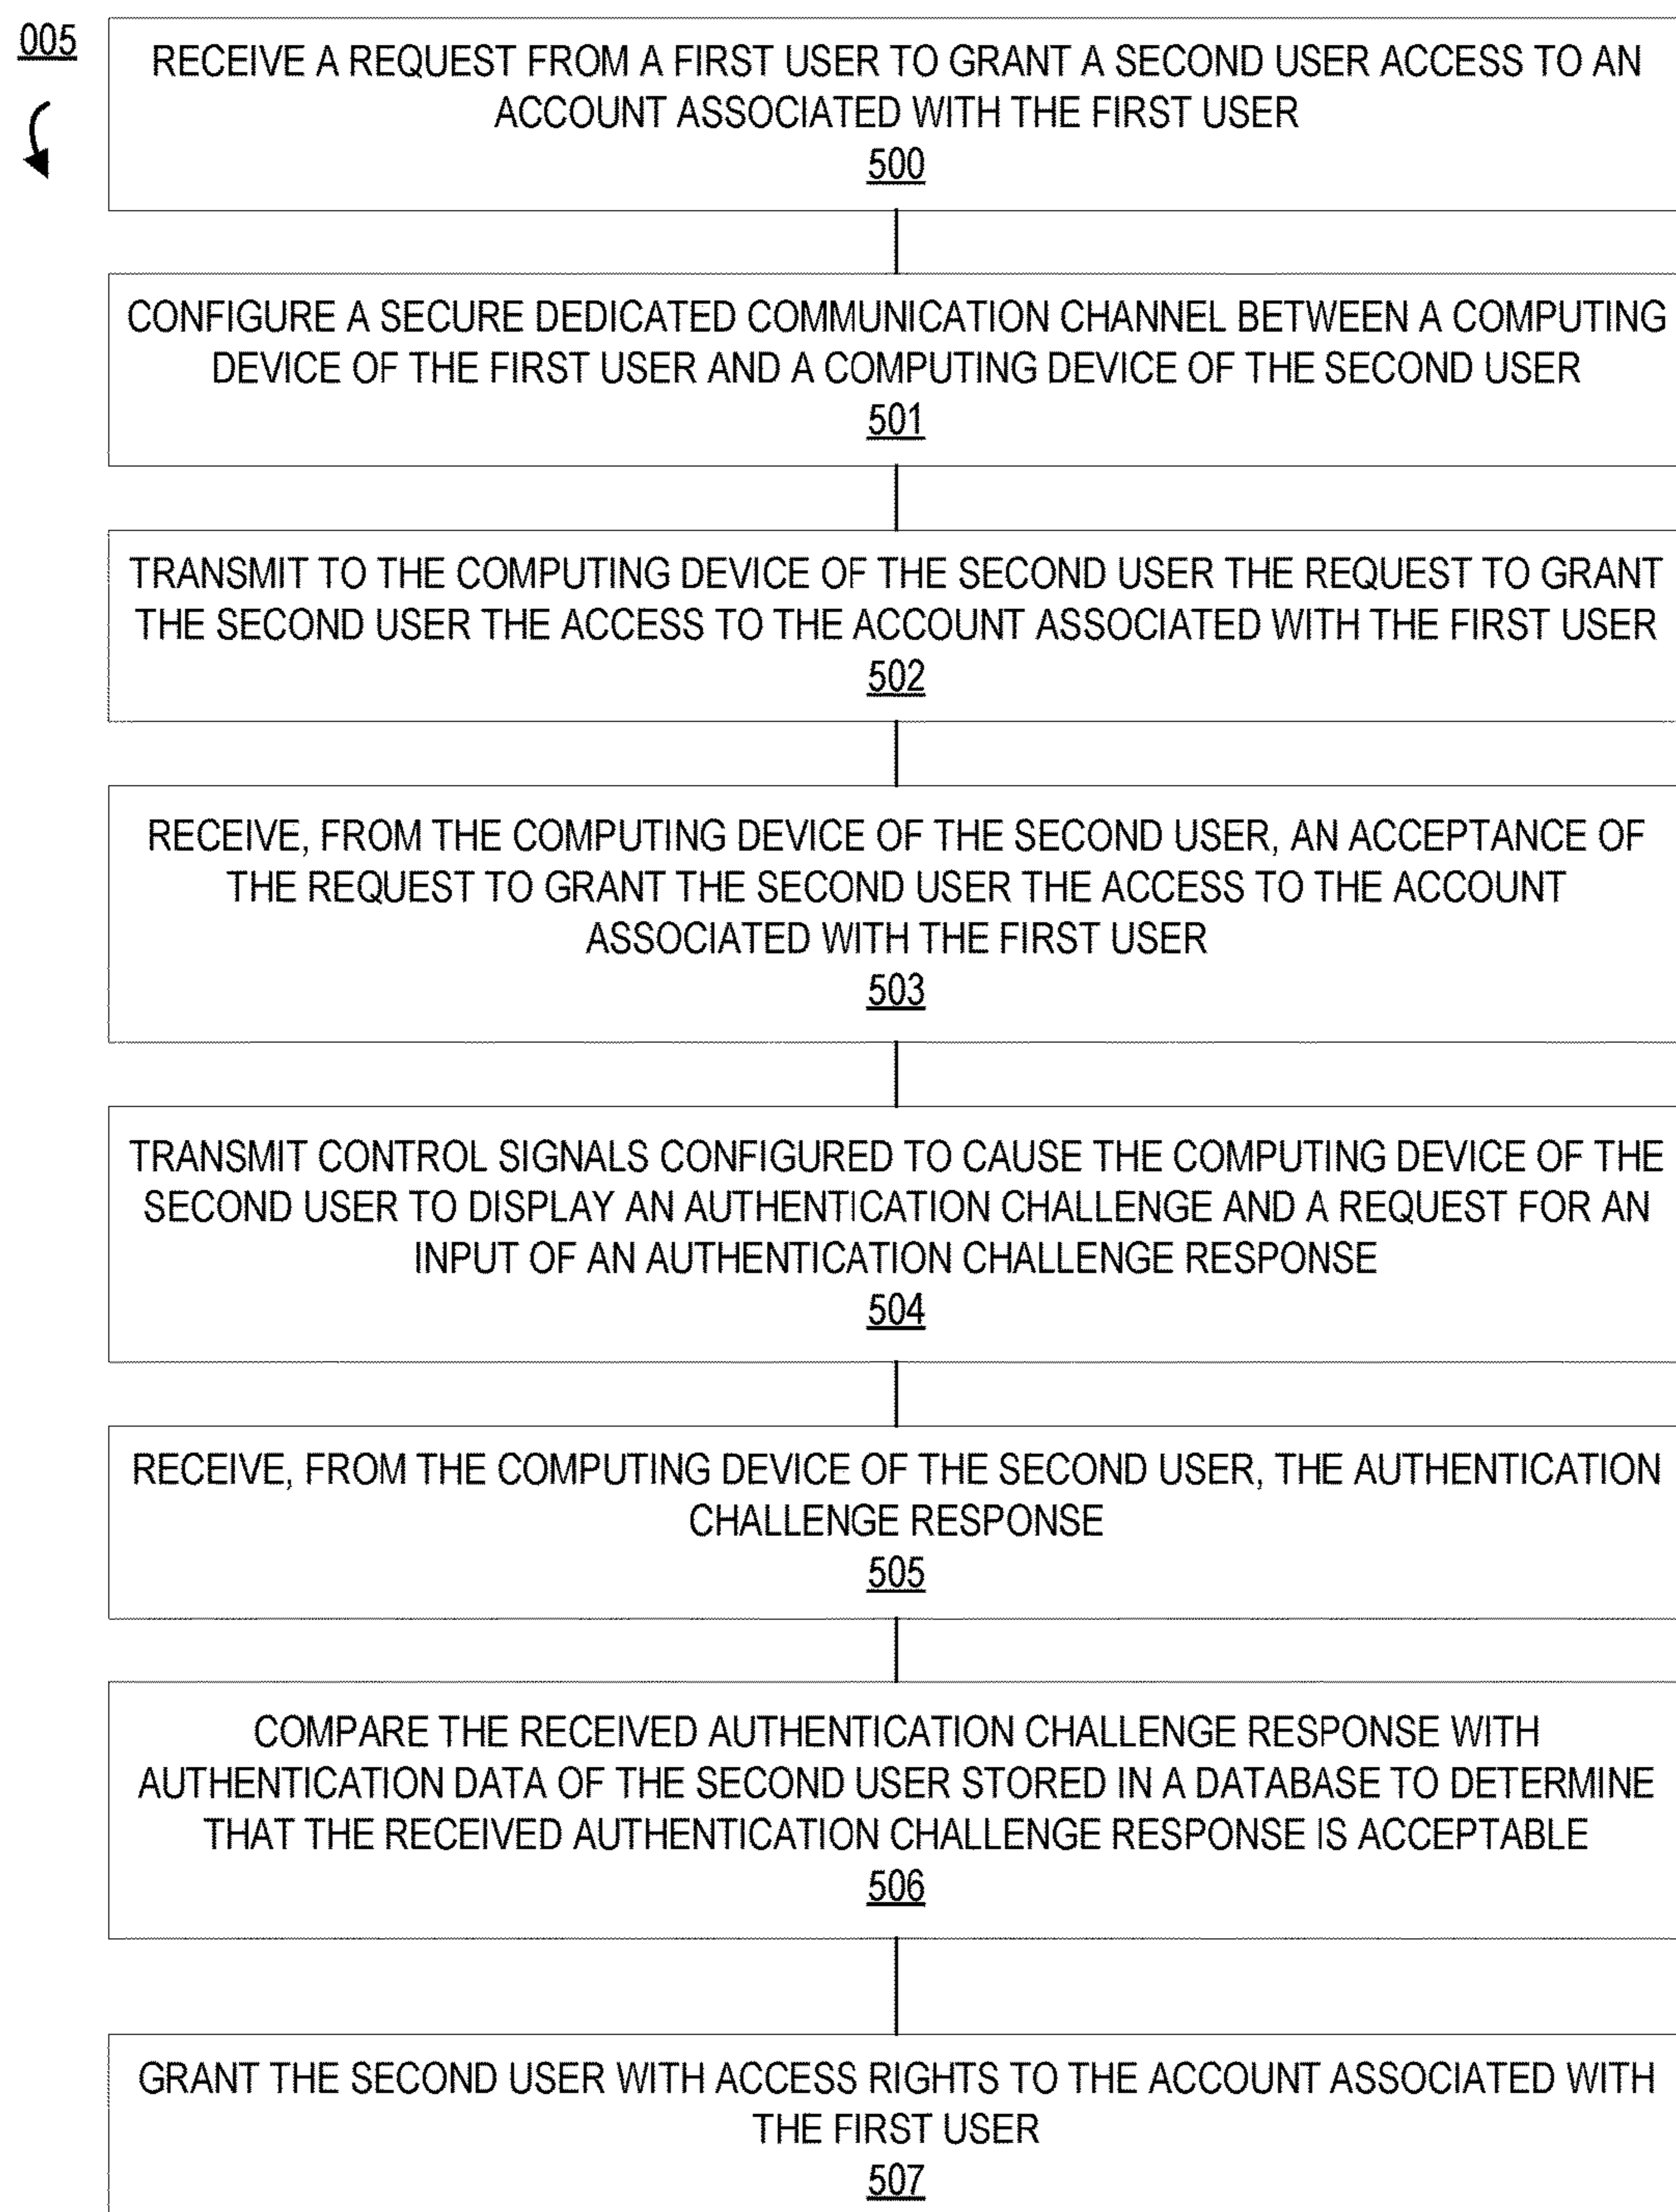 005
RECEIVE A REQUEST FROM A FIRST USER TO GRANT A SECOND USER ACCESS TO AN
ACCOUNT ASSOCIATED WITH THE FIRST USER
500
CONFIGURE A SECURE DEDICATED COMMUNICATION CHANNEL BETWEEN A COMPUTING
DEVICE OF THE FIRST USER AND A COMPUTING DEVICE OF THE SECOND USER
501
TRANSMIT TO THE COMPUTING DEVICE OF THE SECOND USER THE REQUEST TO GRANT
THE SECOND USER THE ACCESS TO THE ACCOUNT ASSOCIATED WITH THE FIRST USER
502
RECEIVE, FROM THE COMPUTING DEVICE OF THE SECOND USER, AN ACCEPTANCE OF
THE REQUEST TO GRANT THE SECOND USER THE ACCESS TO THE ACCOUNT
ASSOCIATED WITH THE FIRST USER
503
TRANSMIT CONTROL SIGNALS CONFIGURED TO CAUSE THE COMPUTING DEVICE OF THE
SECOND USER TO DISPLAY AN AUTHENTICATION CHALLENGE AND A REQUEST FOR AN
INPUT OF AN AUTHENTICATION CHALLENGE RESPONSE
504
RECEIVE, FROM THE COMPUTING DEVICE OF THE SECOND USER, THE AUTHENTICATION
CHALLENGE RESPONSE
505
COMPARE THE RECEIVED AUTHENTICATION CHALLENGE RESPONSE WITH
AUTHENTICATION DATA OF THE SECOND USER STORED IN A DATABASE TO DETERMINE
THAT THE RECEIVED AUTHENTICATION CHALLENGE RESPONSE IS ACCEPTABLE
506
GRANT THE SECOND USER WITH ACCESS RIGHTS TO THE ACCOUNT ASSOCIATED WITH
THE FIRST USER
507